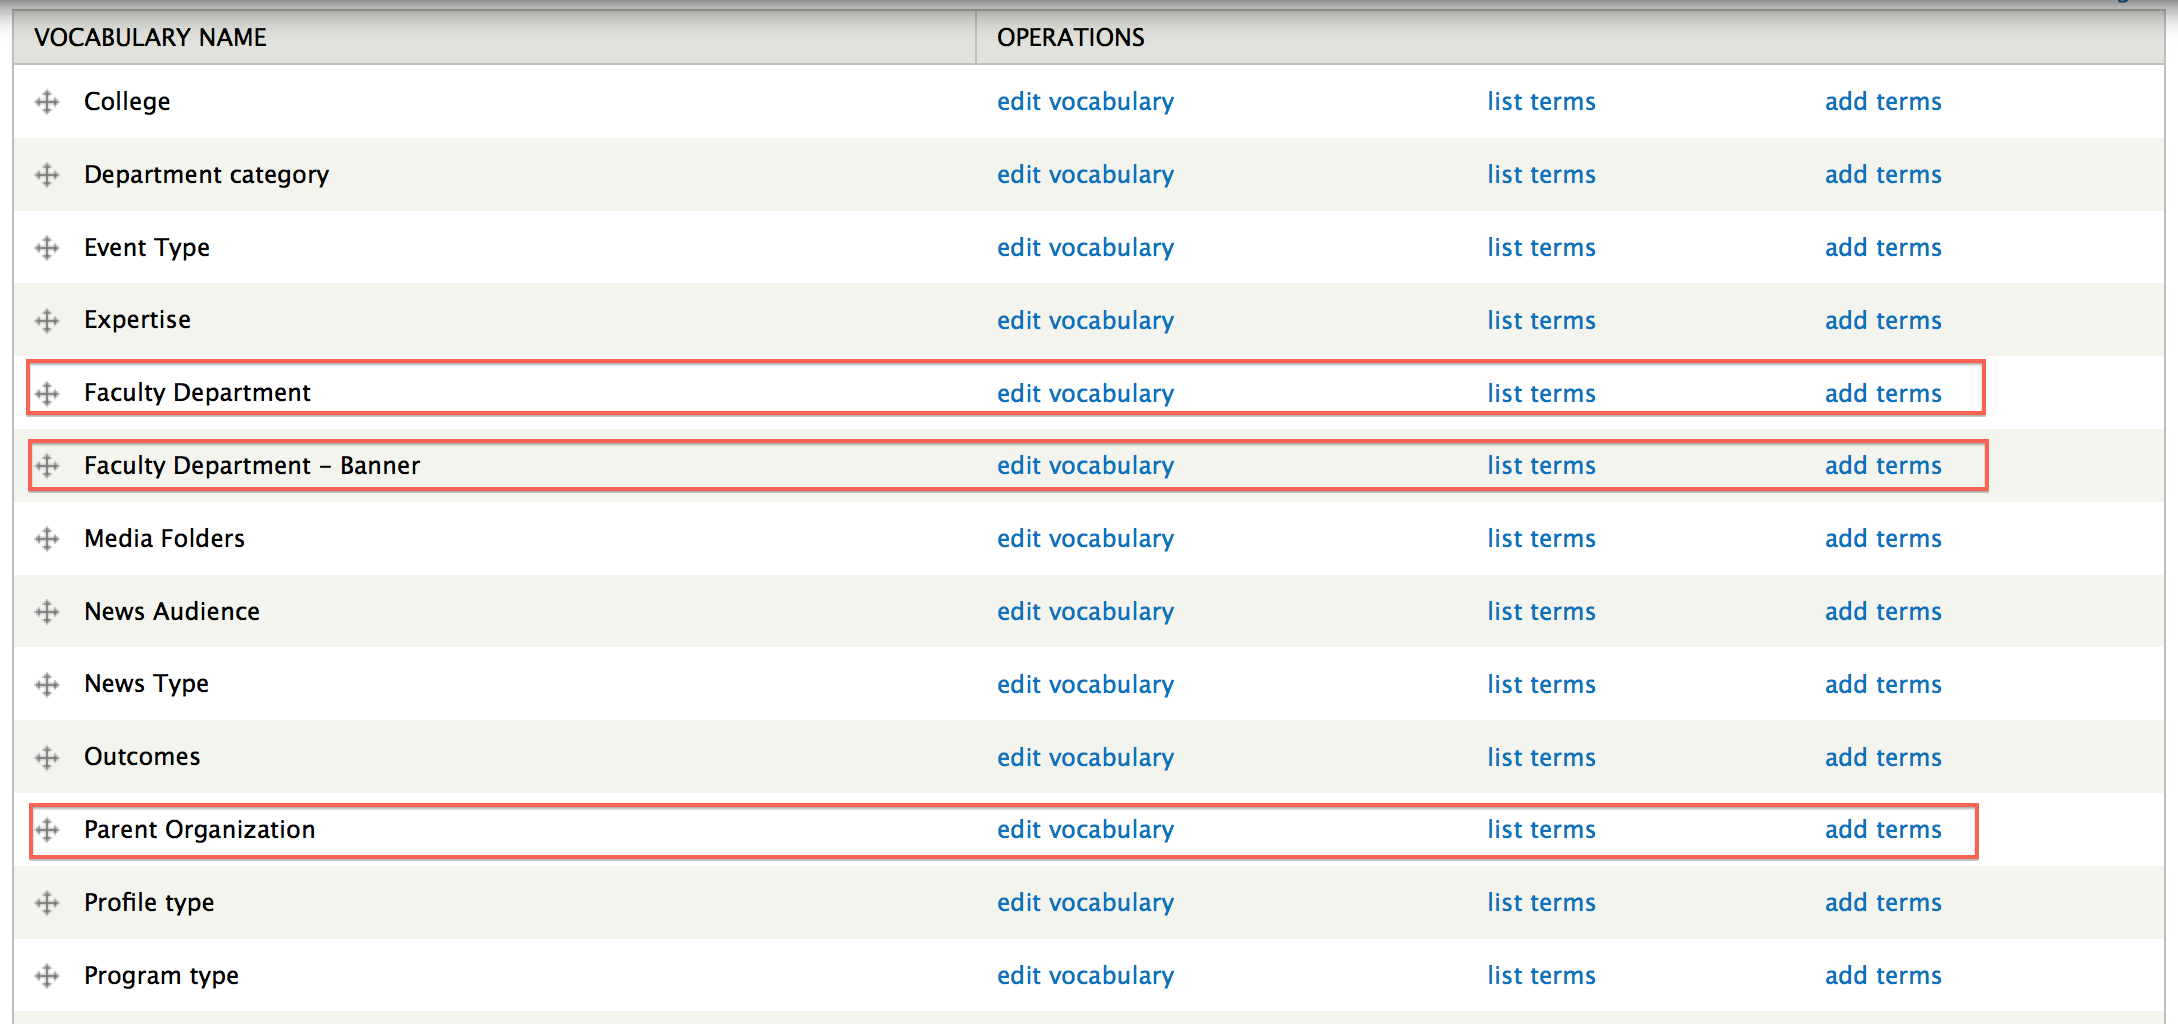 VOCABULARY NAME OPERATIONS
College edit vocabulary list terms add terms
Department category edit vocabulary list terms add terms
Event Type edit vocabulary list terms add terms
Expertise edit vocabulary list terms add terms
Faculty Department edit vocabulary list terms add terms
Faculty Department – Banner edit vocabulary list terms add terms
Media Folders edit vocabulary list terms add terms
News Audience edit vocabulary list terms add terms
News Type edit vocabulary list terms add terms
Outcomes edit vocabulary list terms add terms
Parent Organization edit vocabulary list terms add terms
Profile type edit vocabulary list terms add terms
Program type edit vocabulary list terms add terms